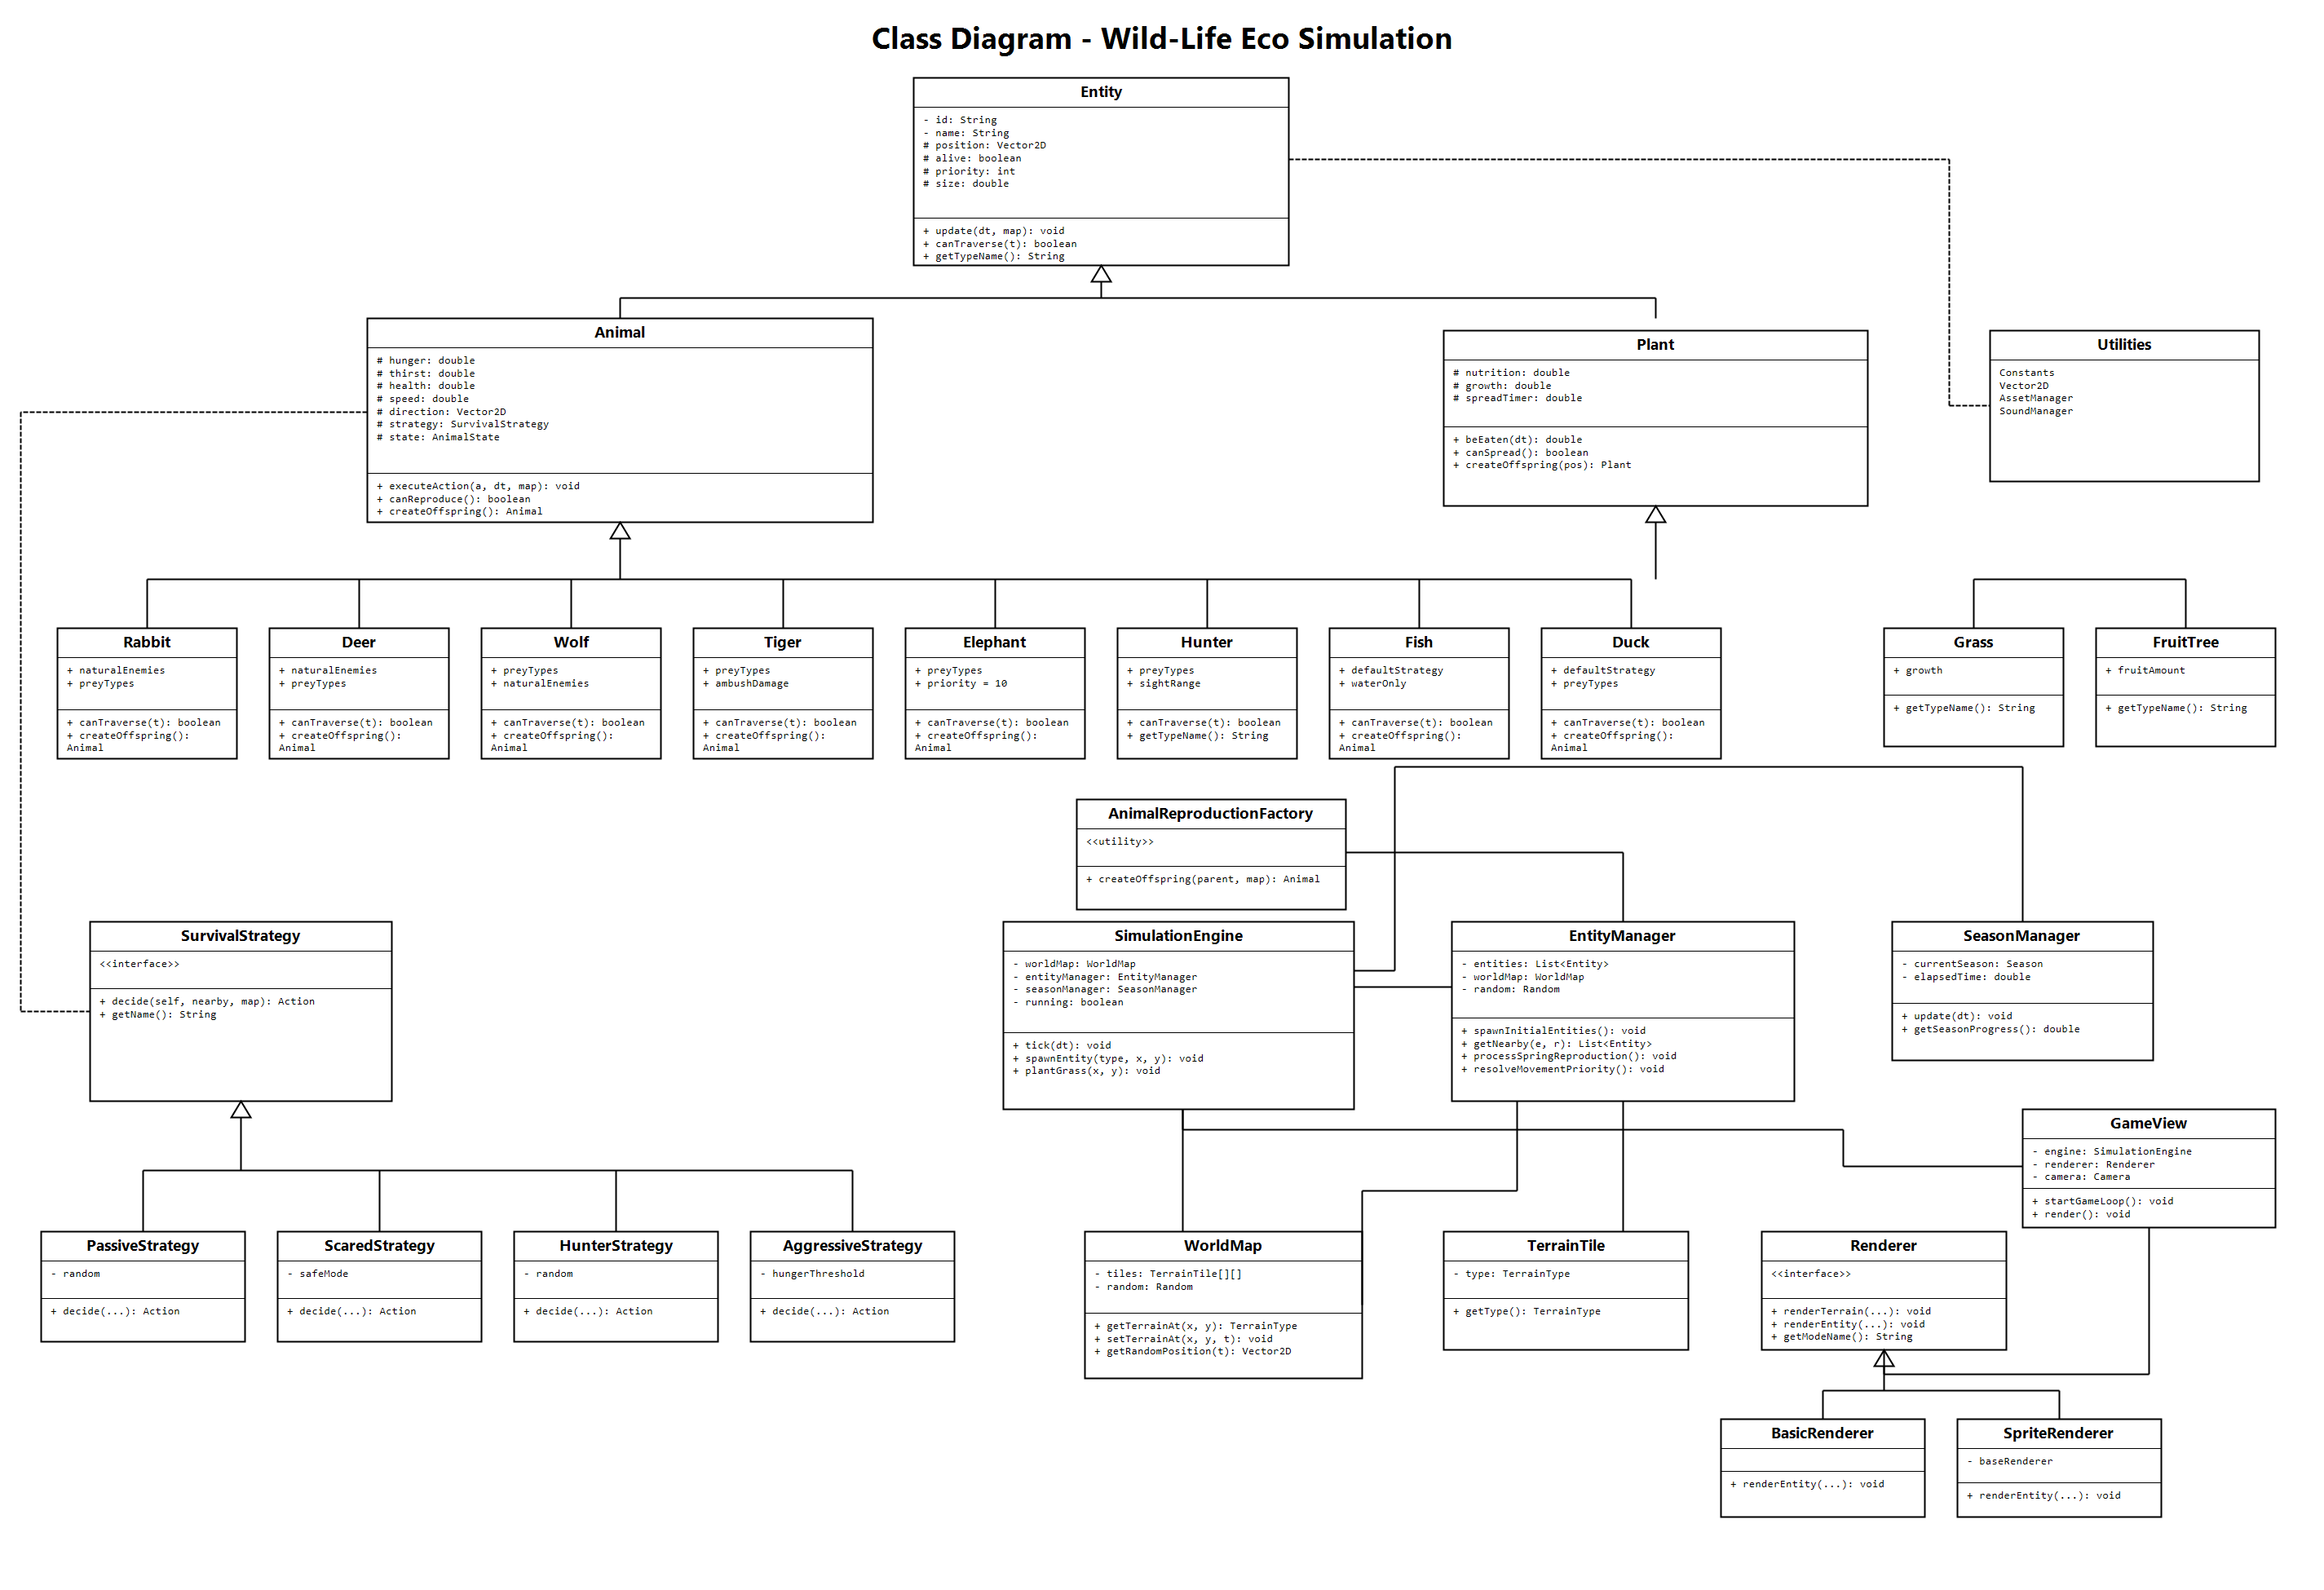 Class Diagram - Wild-Life Eco Simulation
Entity
- id: String
- name: String
# position: Vector2D
# alive: boolean
# priority: int
# size: double
+ update(dt, map): void
+ canTraverse(t): boolean
+ getTypeName(): String
Animal
# hunger: double
# thirst: double
# health: double
# speed: double
# direction: Vector2D
# strategy: SurvivalStrategy
# state: AnimalState
+ executeAction(a, dt, map): void
+ canReproduce(): boolean
+ createOffspring(): Animal
Plant
# nutrition: double
# growth: double
# spreadTimer: double
+ beEaten(dt): double
+ canSpread(): boolean
+ createOffspring(pos): Plant
Utilities
Constants
Vector2D
AssetManager
SoundManager
Rabbit
+ naturalEnemies
+ preyTypes
+ canTraverse(t): boolean
+ createOffspring():
Animal
Deer
+ naturalEnemies
+ preyTypes
+ canTraverse(t): boolean
+ createOffspring():
Animal
Wolf
+ preyTypes
+ naturalEnemies
+ canTraverse(t): boolean
+ createOffspring():
Animal
Tiger
+ preyTypes
+ ambushDamage
+ canTraverse(t): boolean
+ createOffspring():
Animal
Elephant
+ preyTypes
+ priority = 10
+ canTraverse(t): boolean
+ createOffspring():
Animal
Hunter
+ preyTypes
+ sightRange
+ canTraverse(t): boolean
+ getTypeName(): String
Fish
+ defaultStrategy
+ waterOnly
+ canTraverse(t): boolean
+ createOffspring():
Animal
Duck
+ defaultStrategy
+ preyTypes
+ canTraverse(t): boolean
+ createOffspring():
Animal
Grass
+ growth
+ getTypeName(): String
FruitTree
+ fruitAmount
+ getTypeName(): String
AnimalReproductionFactory
<<utility>>
+ createOffspring(parent, map): Animal
SurvivalStrategy
<<interface>>
+ decide(self, nearby, map): Action
+ getName(): String
SimulationEngine
- worldMap: WorldMap
- entityManager: EntityManager
- seasonManager: SeasonManager
- running: boolean
+ tick(dt): void
+ spawnEntity(type, x, y): void
+ plantGrass(x, y): void
EntityManager
- entities: List<Entity>
- worldMap: WorldMap
- random: Random
+ spawnInitialEntities(): void
+ getNearby(e, r): List<Entity>
+ processSpringReproduction(): void
+ resolveMovementPriority(): void
SeasonManager
- currentSeason: Season
- elapsedTime: double
+ update(dt): void
+ getSeasonProgress(): double
GameView
- engine: SimulationEngine
- renderer: Renderer
- camera: Camera
+ startGameLoop(): void
+ render(): void
PassiveStrategy
- random
+ decide(...): Action
ScaredStrategy
- safeMode
+ decide(...): Action
HunterStrategy
- random
+ decide(...): Action
AggressiveStrategy
- hungerThreshold
+ decide(...): Action
WorldMap
- tiles: TerrainTile[][]
- random: Random
+ getTerrainAt(x, y): TerrainType
+ setTerrainAt(x, y, t): void
+ getRandomPosition(t): Vector2D
TerrainTile
- type: TerrainType
+ getType(): TerrainType
Renderer
<<interface>>
+ renderTerrain(...): void
+ renderEntity(...): void
+ getModeName(): String
BasicRenderer
+ renderEntity(...): void
SpriteRenderer
- baseRenderer
+ renderEntity(...): void